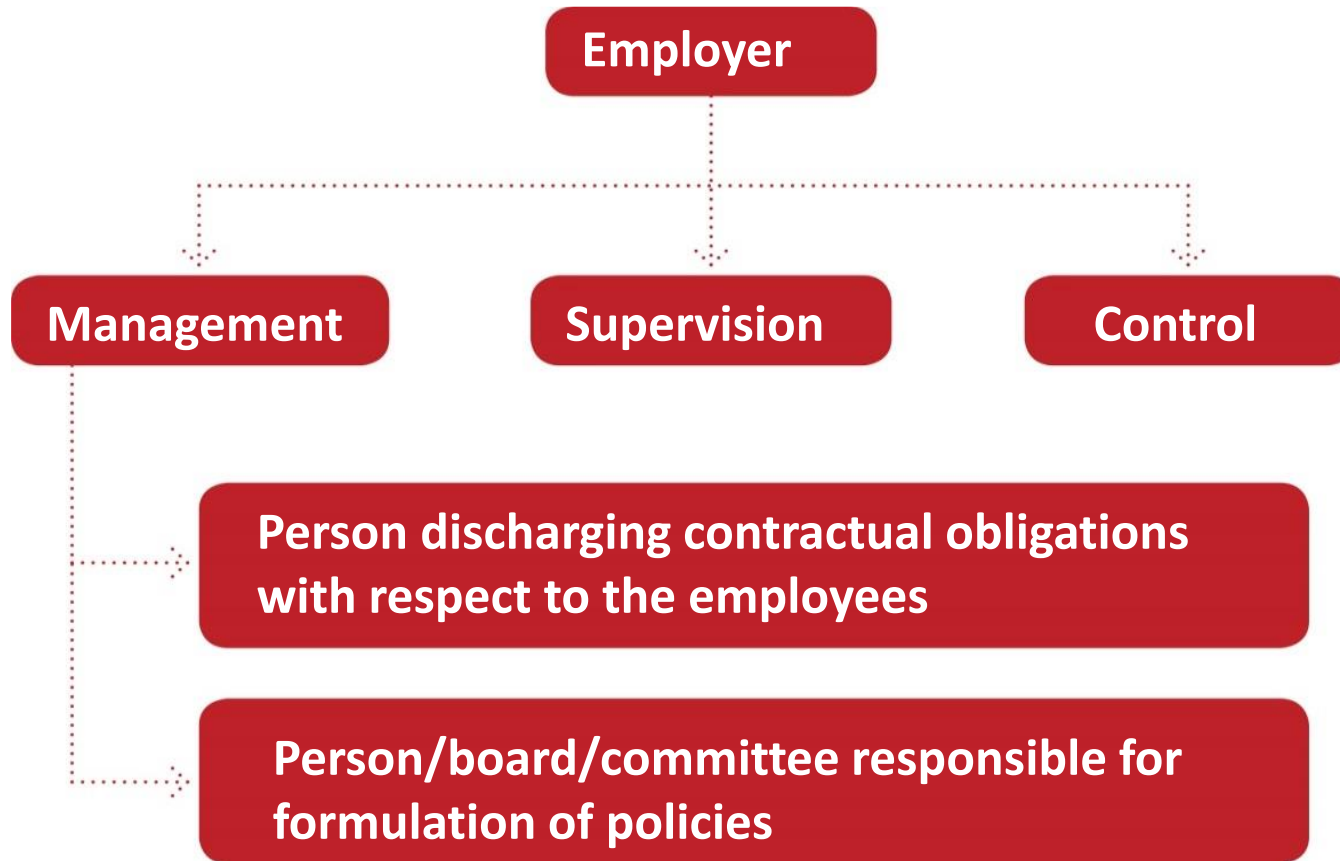 Employer
Management
Supervision
Control
Person discharging contractual obligations
with respect to the employees
Person/board/committee responsible for
formulation of policies